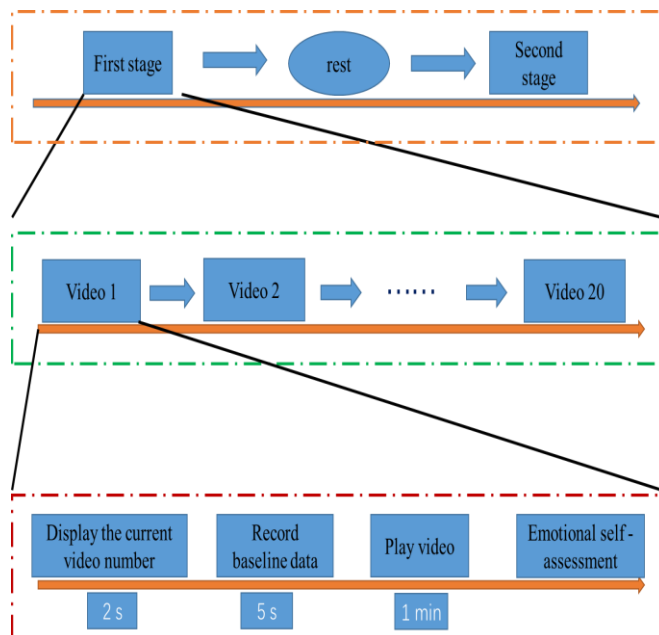 First stage
rest
Second
stage
Video 1
Video 2
......
Video 20
Display the current
video number
Record
baseline data
Play video
Emotional self -
assessment
2 s
5 s
1 min